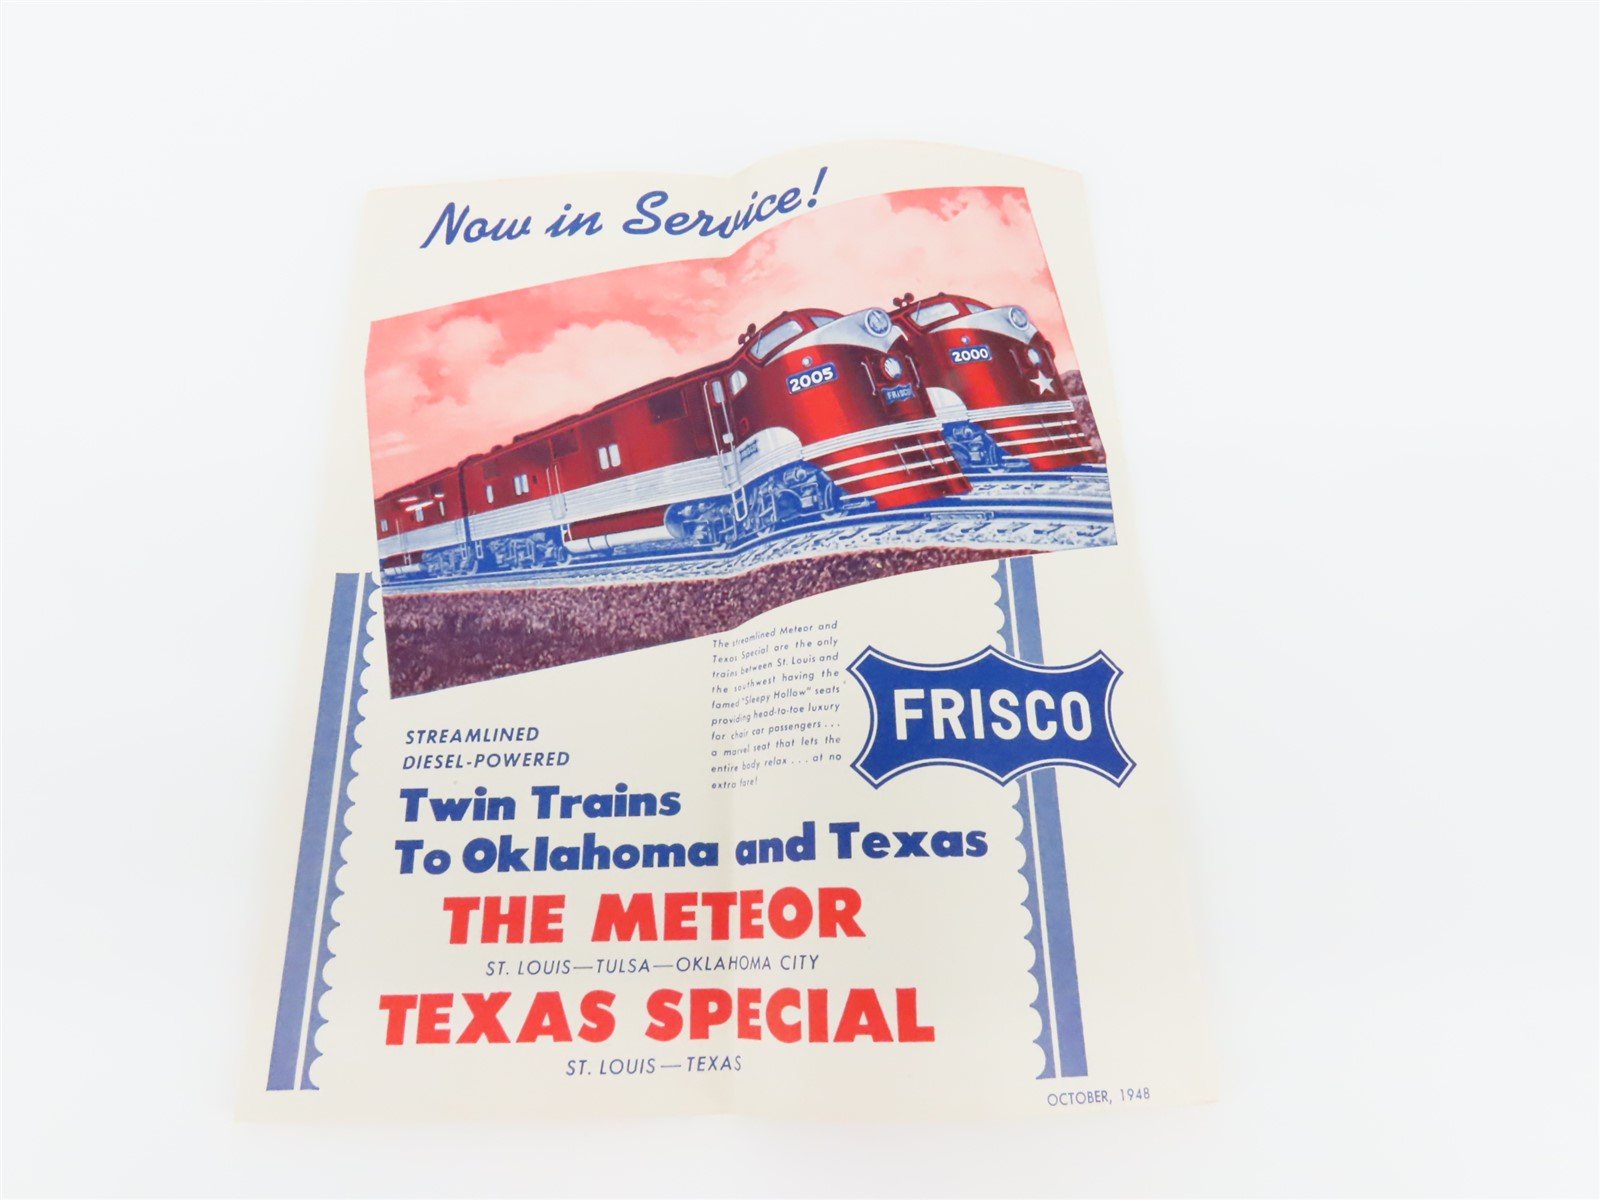 Now in Service!
2005
2000
FRISCO
The streamlined Meteor and
Texas Special are the only
trains between St. Louis and
the southwest having the
famed "Sleepy Hollow" seats
providing head-to-toe luxury
for chair car passengers . . .
a marvel seat that lets the
entire body relax . . . at no
extra fare!
FRISCO
STREAMLINED
DIESEL-POWERED
Twin Trains
To Oklahoma and Texas
THE METEOR
ST. LOUIS—TULSA—OKLAHOMA CITY
TEXAS SPECIAL
ST. LOUIS — TEXAS
OCTOBER, 1948